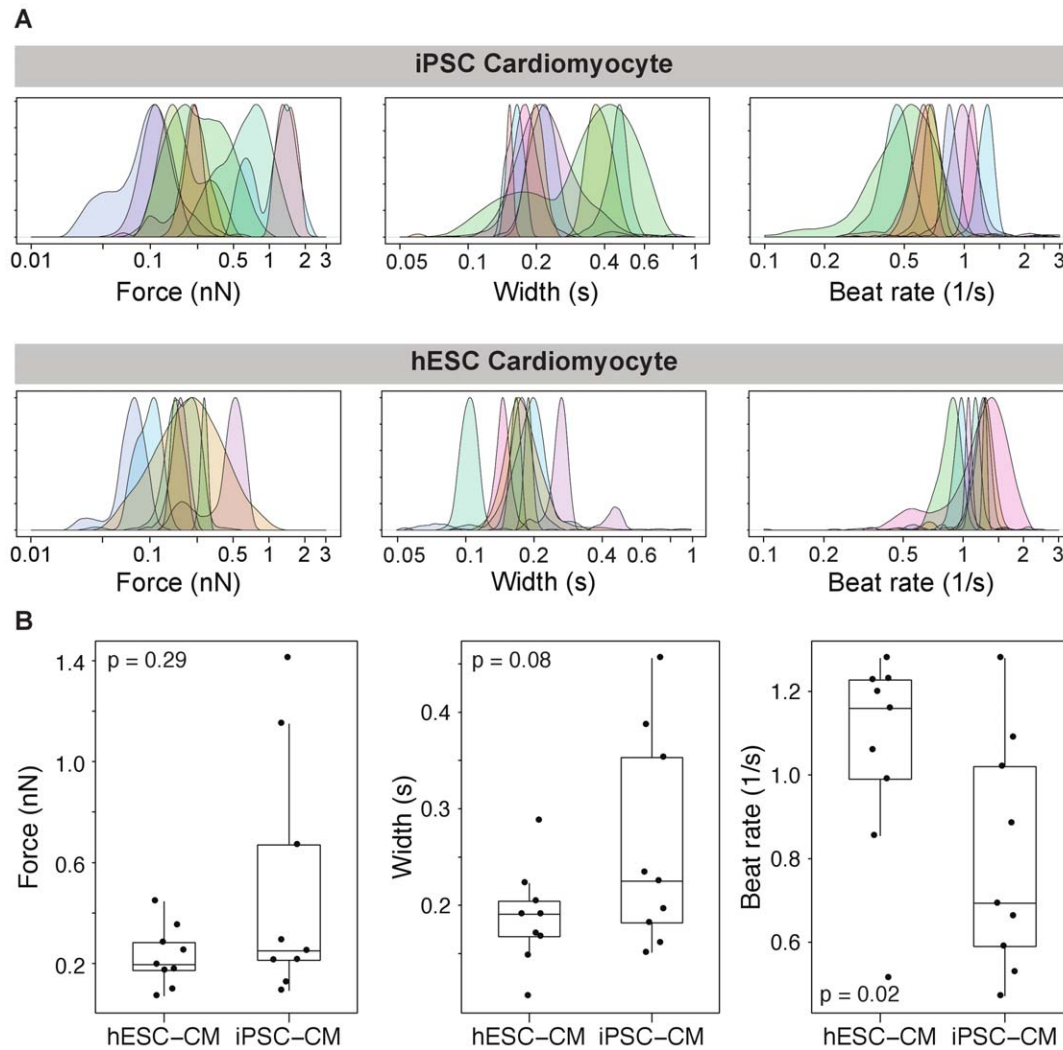 A
iPSC Cardiomyocyte
0.01 0.1 0.5 1 2 3
0.05 0.1 0.2 0.4 0.6 1
0.1 0.2 0.5 1 2 3
Force (nN)
Width (s)
Beat rate (1/s)
hESC Cardiomyocyte
0.01 0.1 0.5 1 2 3
0.05 0.1 0.2 0.4 0.6 1
0.1 0.2 0.5 1 2 3
Force (nN)
Width (s)
Beat rate (1/s)
B
Force (nN)
1.4
1.0
0.6
0.2
p = 0.29
hESC–CM iPSC–CM
Width (s)
0.4
0.3
0.2
p = 0.08
hESC–CM iPSC–CM
Beat rate (1/s)
1.2
1.0
0.8
0.6
p = 0.02
hESC–CM iPSC–CM